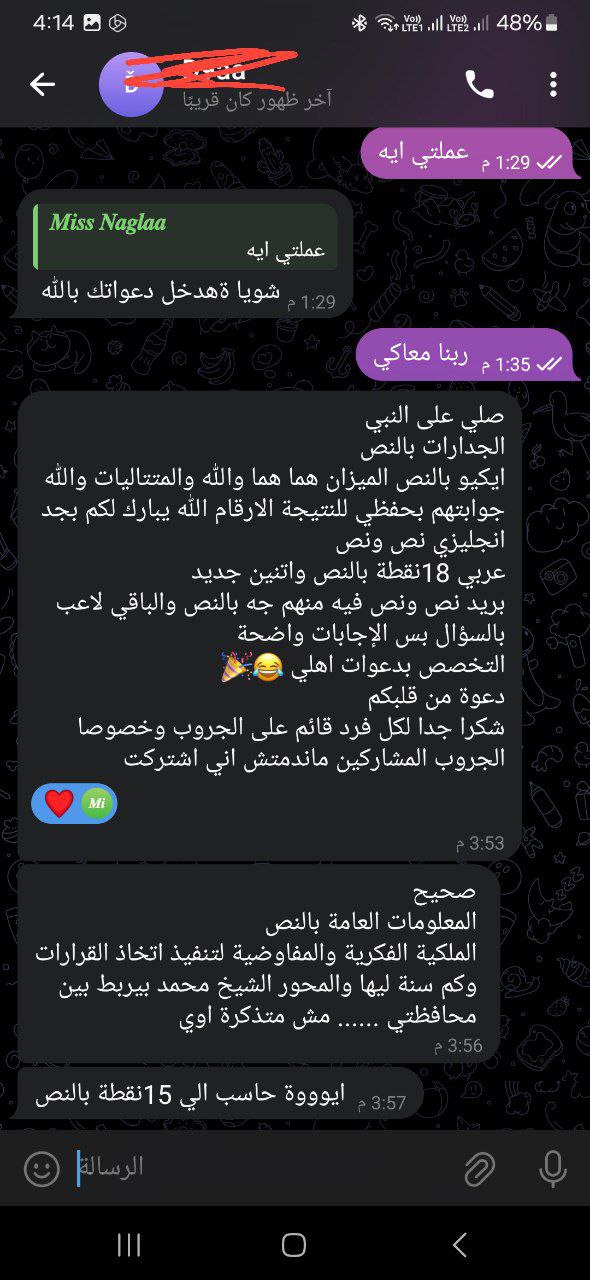 4:14
Vo)) LTE1 Vo)) LTE2 48%
آخر ظهور كان قريبًا
عملتي ايه
1:29 م
Miss Naglaa
عملتي ايه
شويا ةهدخل دعواتك بالله
1:29 م
ربنا معاكي
1:35 م
صلي على النبي
الجدارات بالنص
ايكيو بالنص الميزان هما هما والله والمتتاليات والله
جوابتهم بحفظي للنتيجة الارقام الله يبارك لكم بجد
انجليزي نص ونص
عربي 18نقطة بالنص واتنين جديد
بريد نص ونص فيه منهم جه بالنص والباقي لاعب
بالسؤال بس الإجابات واضحة
التخصص بدعوات اهلي 😂🎉
دعوة من قلبكم
شكرا جدا لكل فرد قائم على الجروب وخصوصا
الجروب المشاركين ماندمتش اني اشتركت
❤️ Mi
3:53 م
صحيح
المعلومات العامة بالنص
الملكية الفكرية والمفاوضية لتنفيذ اتخاذ القرارات
وكم سنة ليها والمحور الشيخ محمد بيربط بين
محافظتي ...... مش متذكرة اوي
3:56 م
ايوووة حاسب الي 15نقطة بالنص
3:57 م
الرسالة